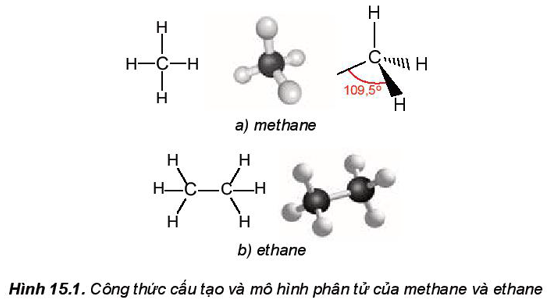 H
H–C–H
H
H
C
H
H
109,5°
a) methane
H H
H–C–C–H
H H
b) ethane
Hình 15.1. Công thức cấu tạo và mô hình phân tử của methane và ethane